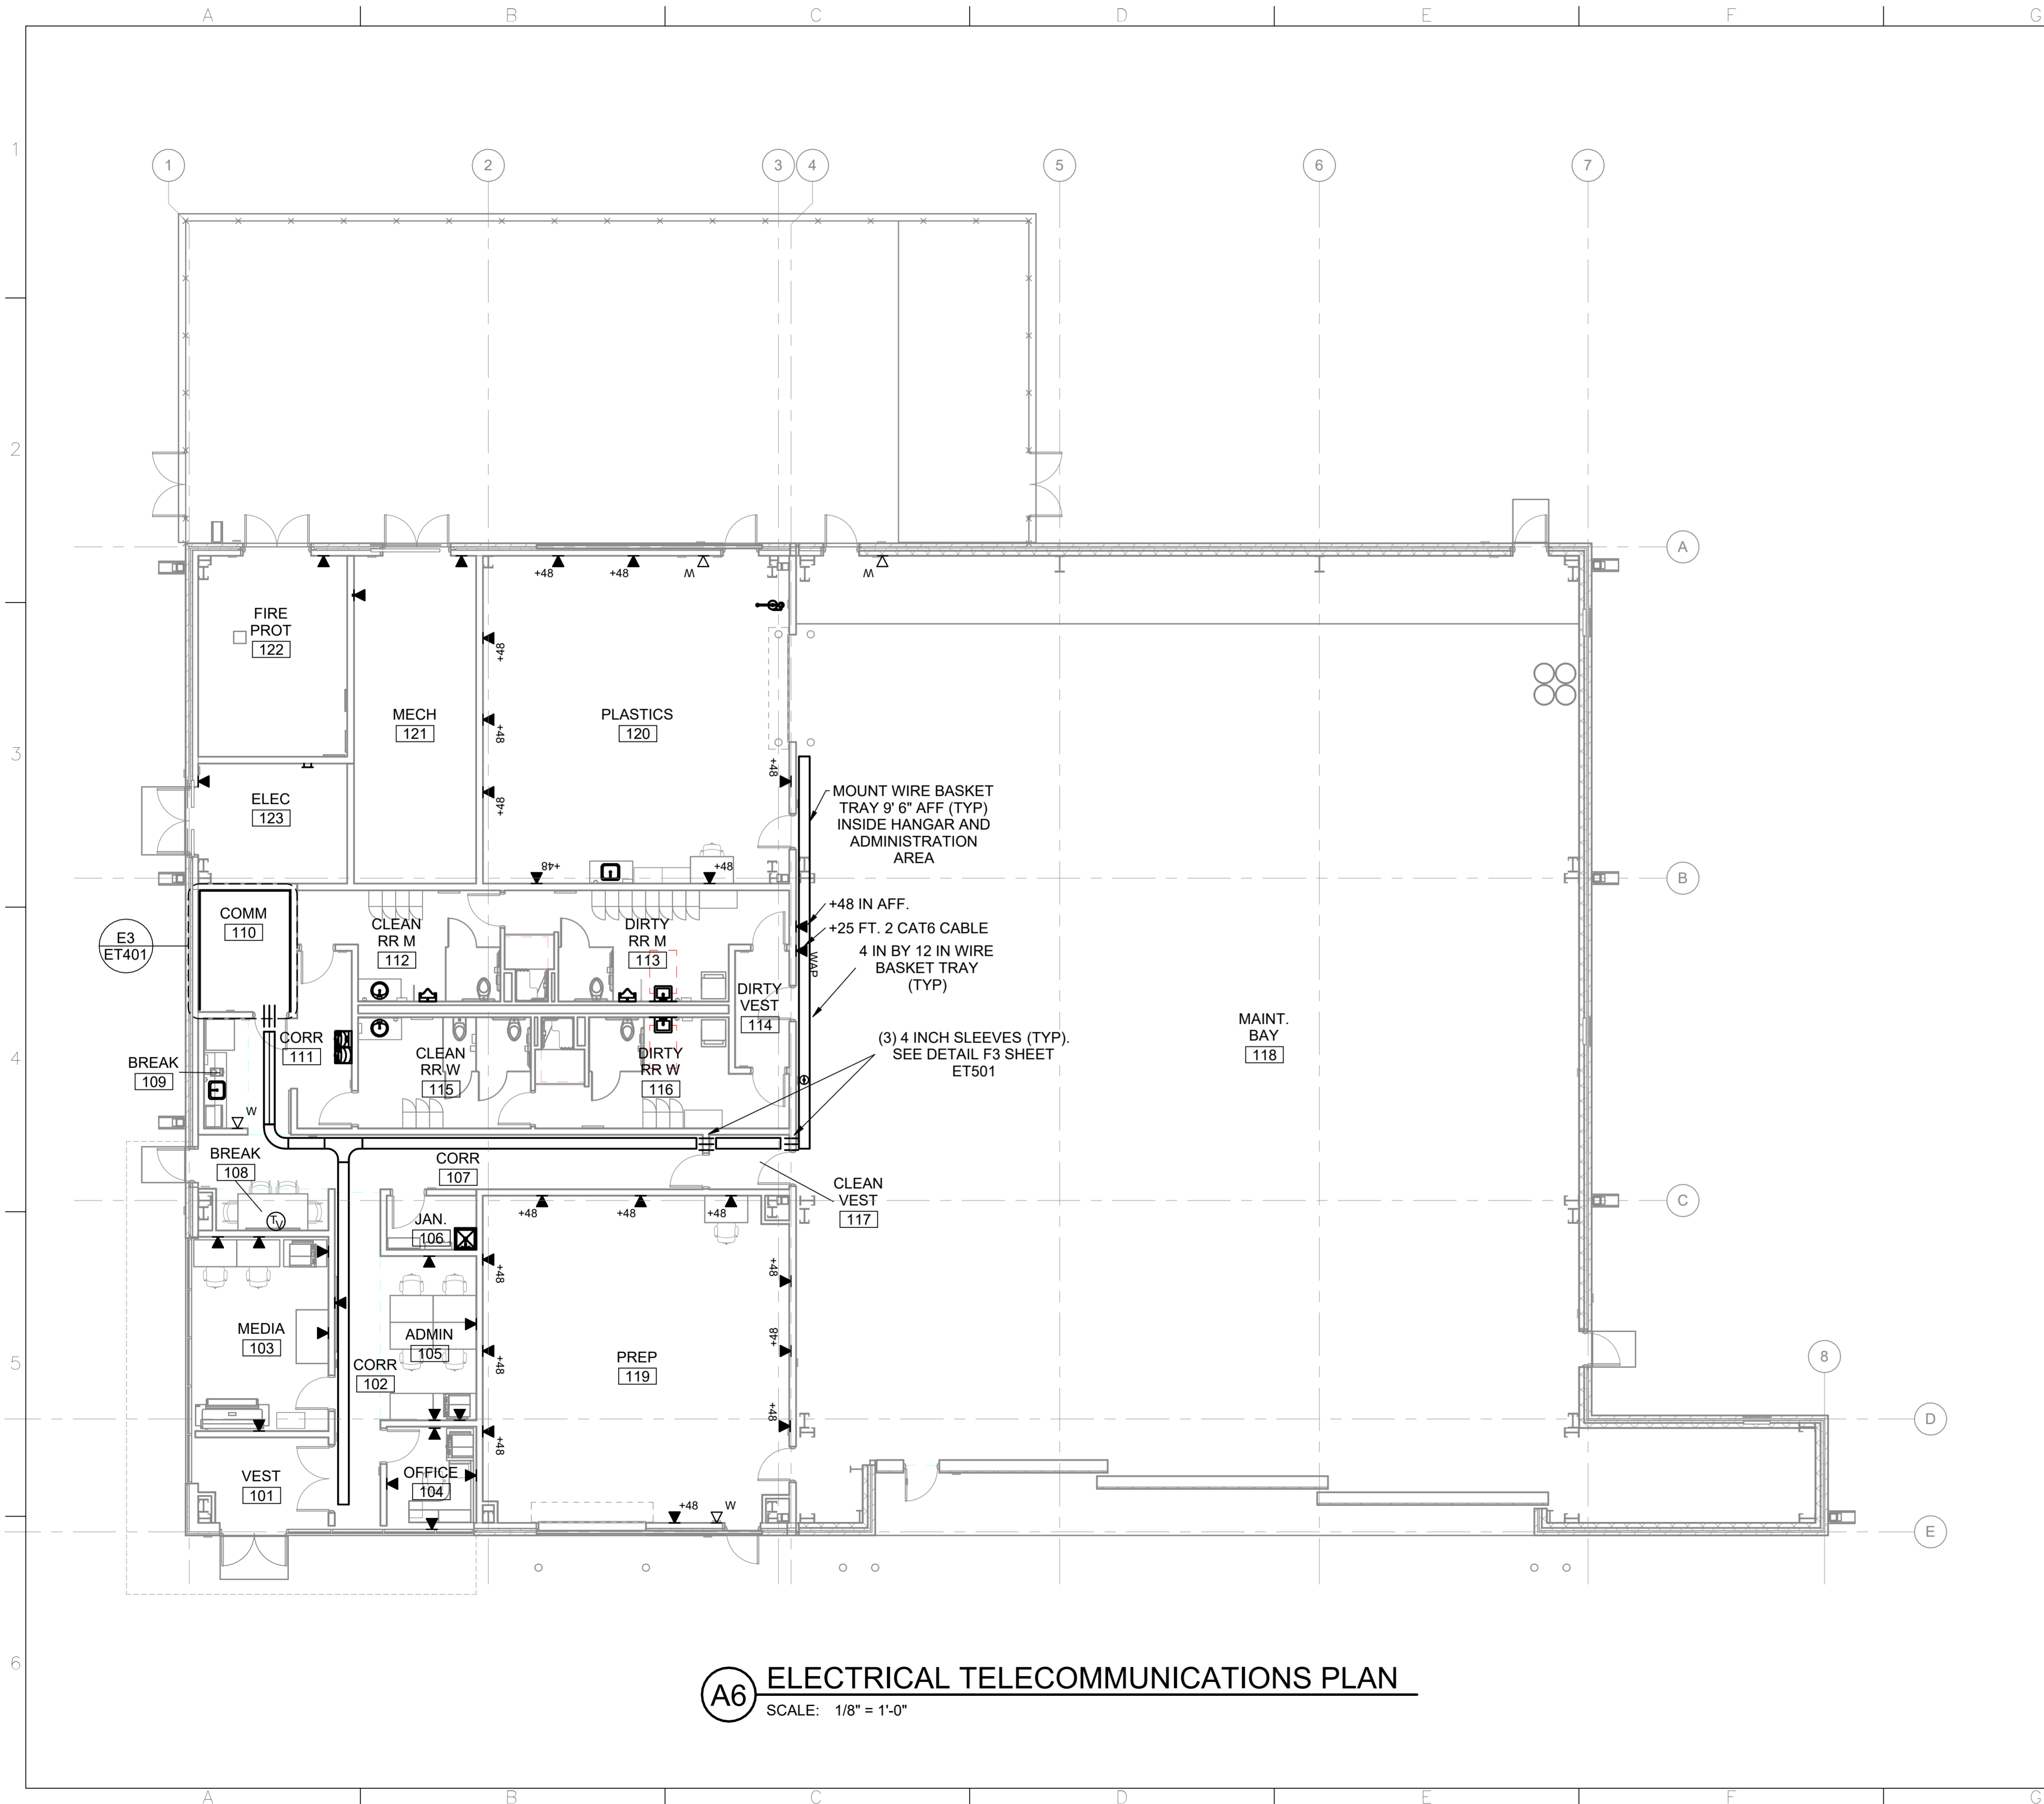 A B C D E F G
1
2
3
4
5
6
1 2 3 4 5 6 7
A
+48 +48 W W
FIRE
PROT
122
+48
MECH
121
PLASTICS
120
+48
+48
+48
ELEC
123
MOUNT WIRE BASKET
TRAY 9' 6" AFF (TYP)
INSIDE HANGAR AND
ADMINISTRATION
AREA
+48 +48
B
COMM
110
E3
ET401
CLEAN
RR M
112
DIRTY
RR M
113
+48 IN AFF.
+25 FT. 2 CAT6 CABLE
WAP
4 IN BY 12 IN WIRE
BASKET TRAY
(TYP)
DIRTY
VEST
114
CORR
111
BREAK
109
W
CLEAN
RR W
115
DIRTY
RR W
116
(3) 4 INCH SLEEVES (TYP).
SEE DETAIL F3 SHEET
ET501
MAINT.
BAY
118
BREAK
108
TV
CORR
107
CLEAN
VEST
117
C
+48 +48 +48
JAN.
106
+48 +48
MEDIA
103
ADMIN
105
CORR
102
+48 +48
PREP
119
8
+48
+48
D
VEST
101
OFFICE
104
+48 W
E
A6
ELECTRICAL TELECOMMUNICATIONS PLAN
SCALE: 1/8" = 1'-0"
A B C D E F G